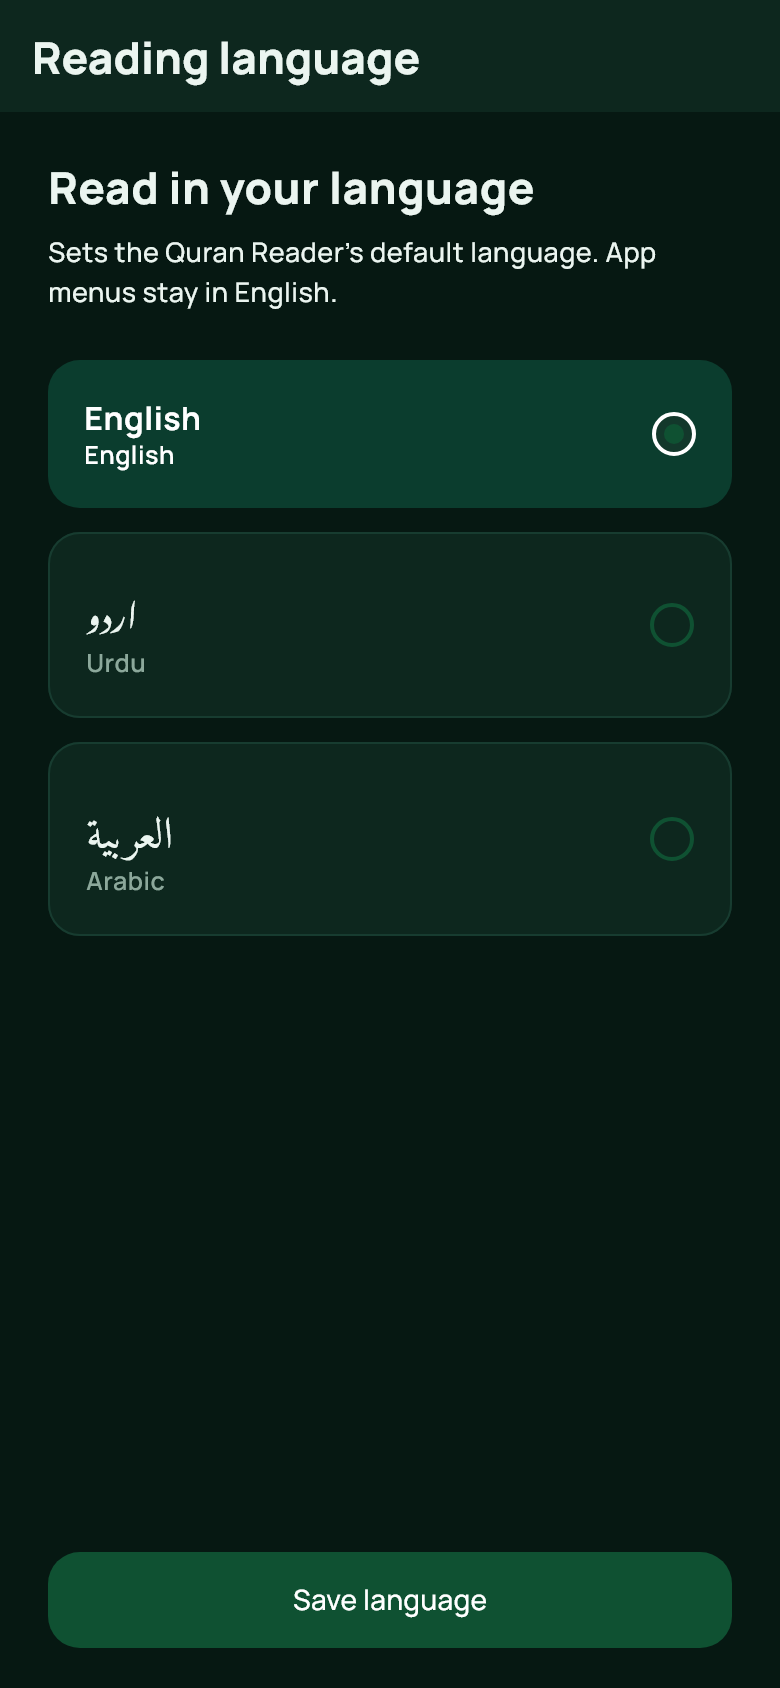 Reading language
Read in your language
Sets the Quran Reader's default language. App
menus stay in English.
English
English
اردو
Urdu
العربية
Arabic
Save language